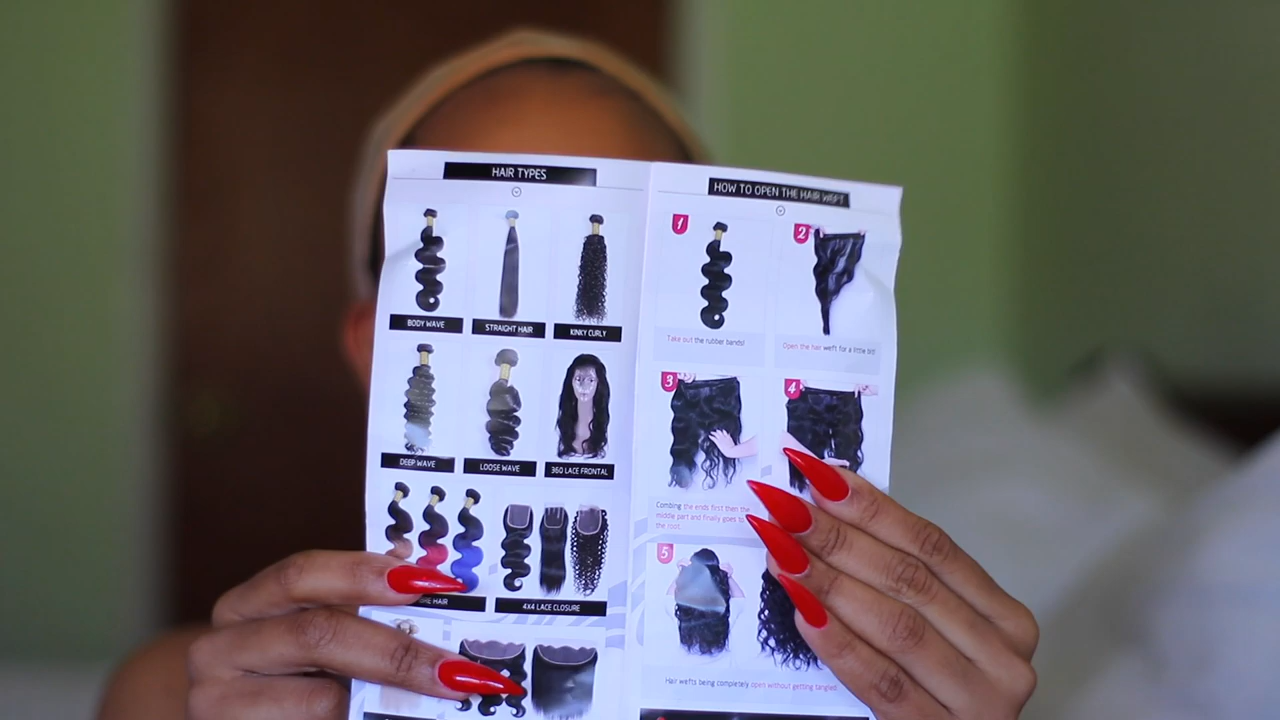 HAIR TYPES
BODY WAVE
STRAIGHT HAIR
KINKY CURLY
DEEP WAVE
LOOSE WAVE
360 LACE FRONTAL
HAIR
4X4 LACE CLOSURE
HOW TO OPEN THE HAIR WEFT
1
2
Take out the rubber bands!
Open the hair weft for a little bit!
3
4
Combing the ends first then the
middle part and finally goes to
the root.
5
Hair wefts being completely open without getting tangled!